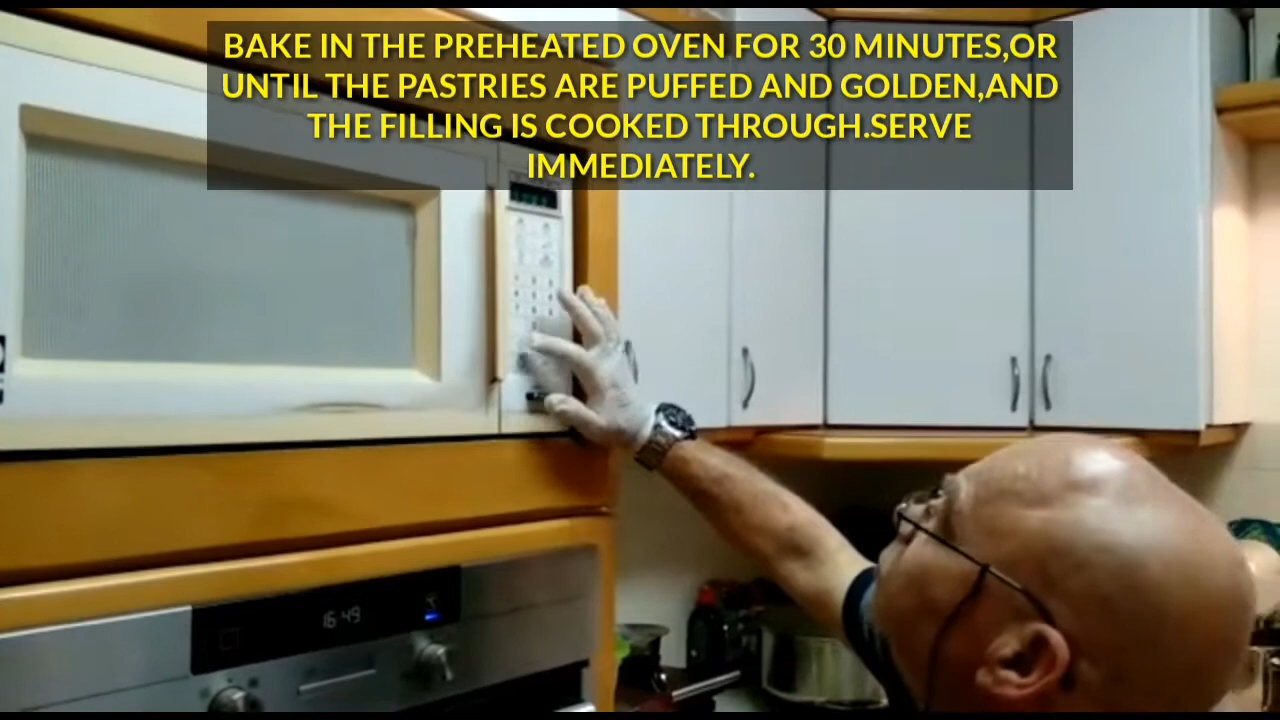 BAKE IN THE PREHEATED OVEN FOR 30 MINUTES,OR
UNTIL THE PASTRIES ARE PUFFED AND GOLDEN,AND
THE FILLING IS COOKED THROUGH.SERVE
IMMEDIATELY.
16:49